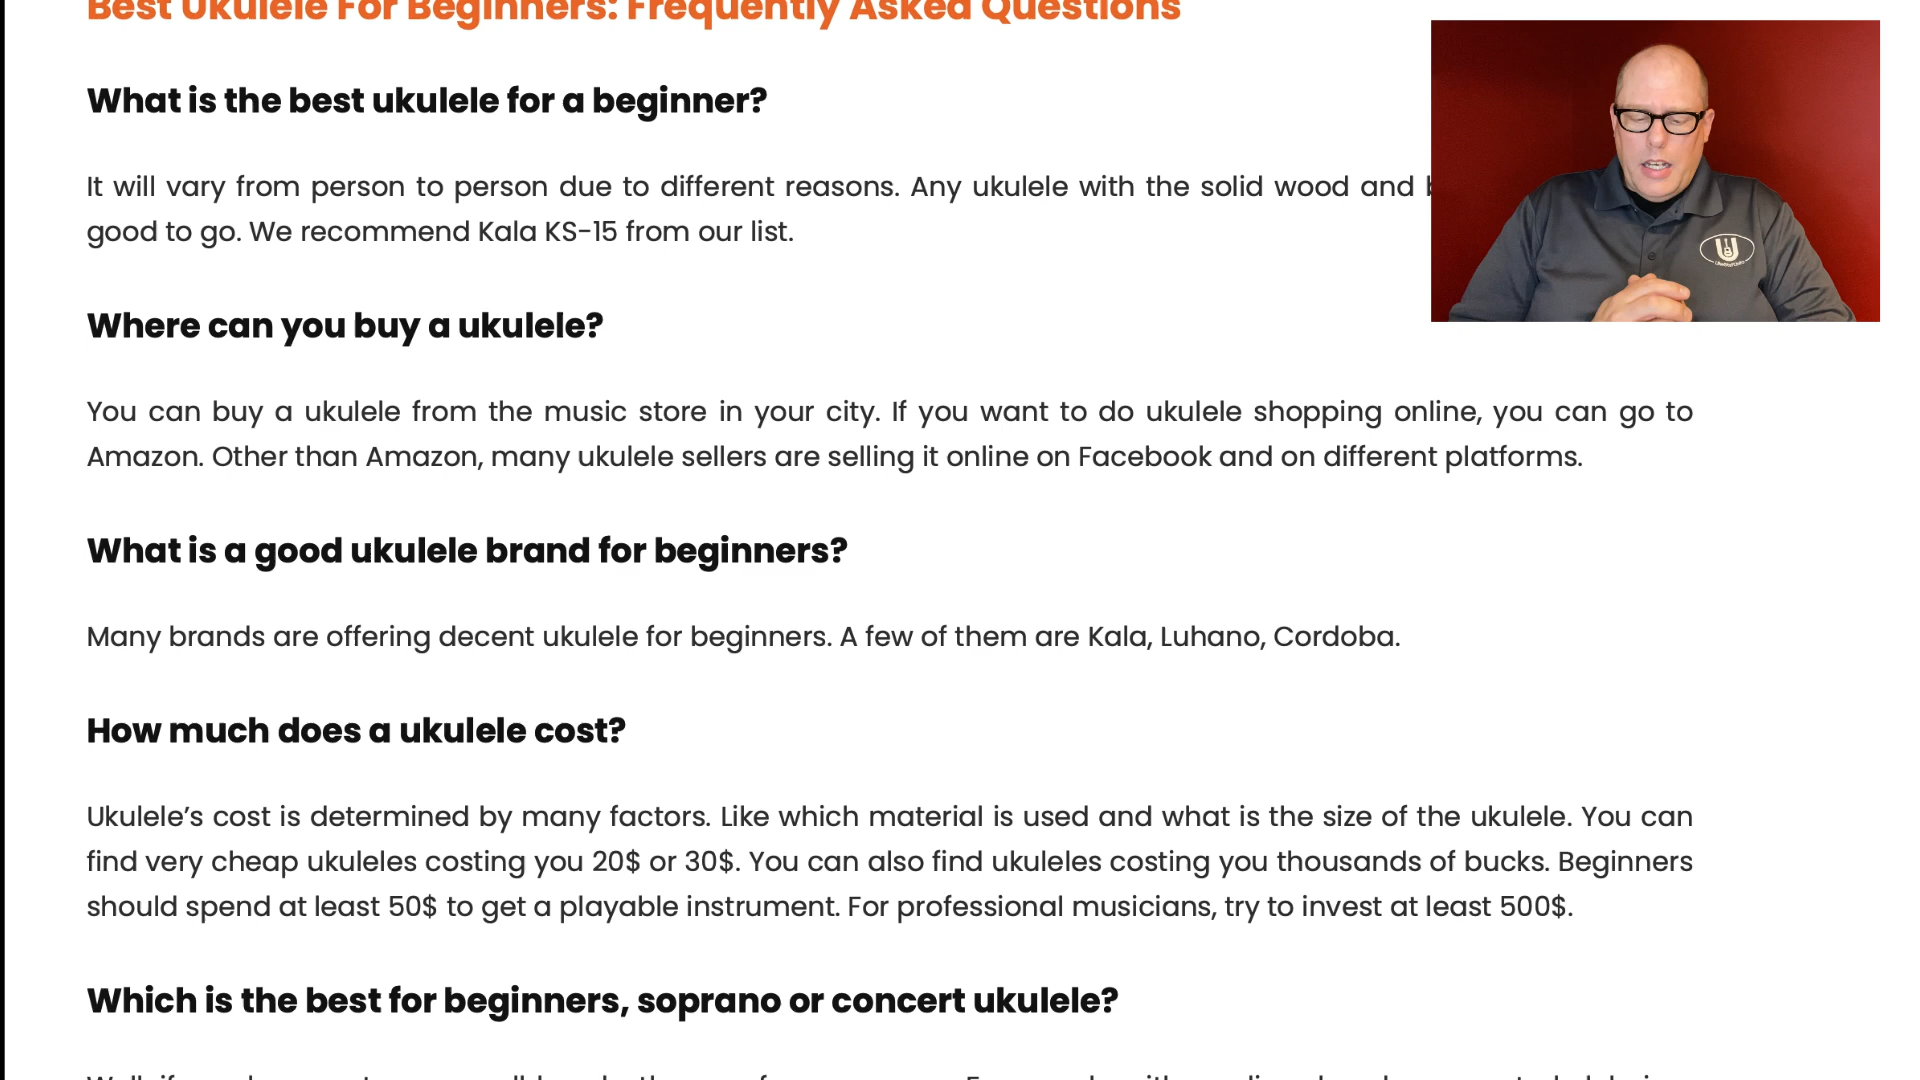 Best Ukulele For Beginners: Frequently Asked Questions
What is the best ukulele for a beginner?
It will vary from person to person due to different reasons. Any ukulele with the solid wood and
good to go. We recommend Kala KS-15 from our list.
Where can you buy a ukulele?
You can buy a ukulele from the music store in your city. If you want to do ukulele shopping online, you can go to
Amazon. Other than Amazon, many ukulele sellers are selling it online on Facebook and on different platforms.
What is a good ukulele brand for beginners?
Many brands are offering decent ukulele for beginners. A few of them are Kala, Luhano, Cordoba.
How much does a ukulele cost?
Ukulele’s cost is determined by many factors. Like which material is used and what is the size of the ukulele. You can
find very cheap ukuleles costing you 20$ or 30$. You can also find ukuleles costing you thousands of bucks. Beginners
should spend at least 50$ to get a playable instrument. For professional musicians, try to invest at least 500$.
Which is the best for beginners, soprano or concert ukulele?